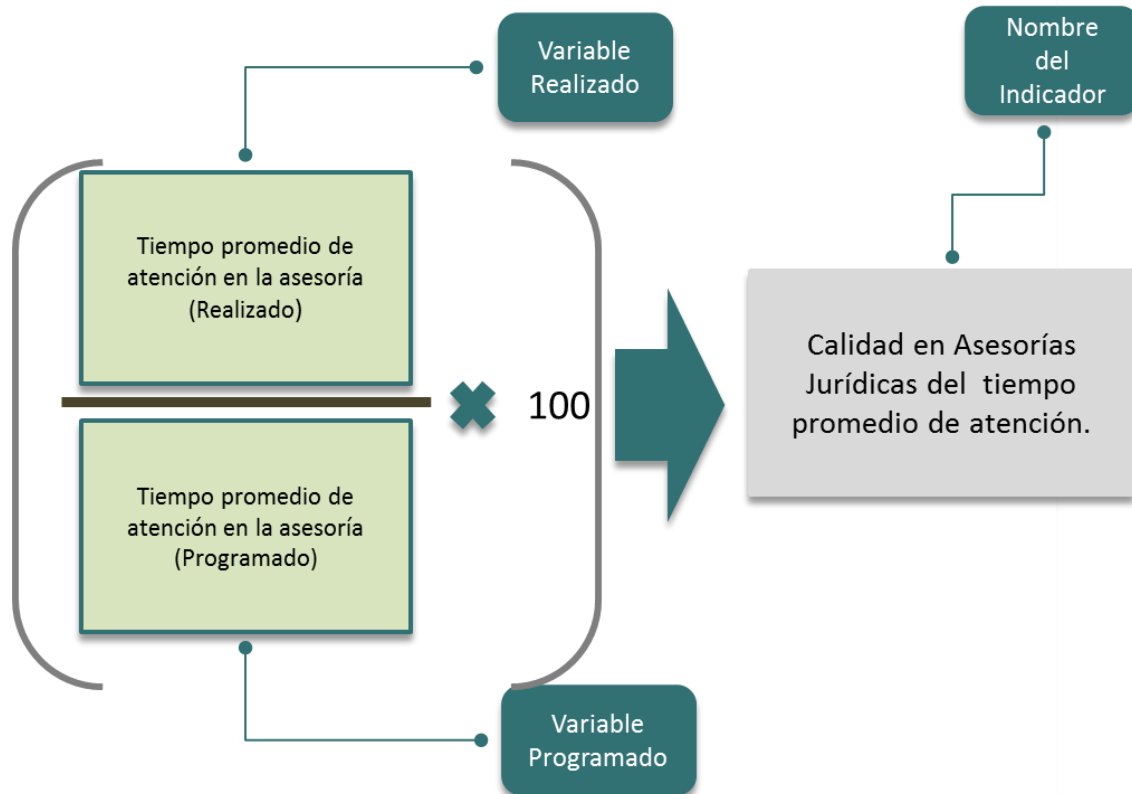 Variable
Realizado
Nombre
del
Indicador
Tiempo promedio de
atención en la asesoría
(Realizado)
100
Calidad en Asesorías
Jurídicas del tiempo
promedio de atención.
Tiempo promedio de
atención en la asesoría
(Programado)
Variable
Programado